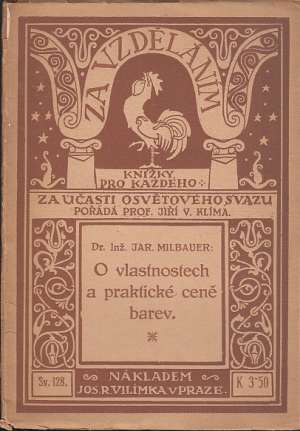 ZA VZDĚLÁNÍM
KNÍŽKY
PRO KAŽDÉHO
ZA ÚČASTI OSVĚTOVÉHO SVAZU
POŘÁDÁ PROF. JIŘÍ V. KLÍMA.
Dr. Inž. JAR. MILBAUER:
O vlastnostech
a praktické ceně
barev.
Sv. 128.
NÁKLADEM
JOS. R. VILÍMKA V PRAZE.
K 3·50